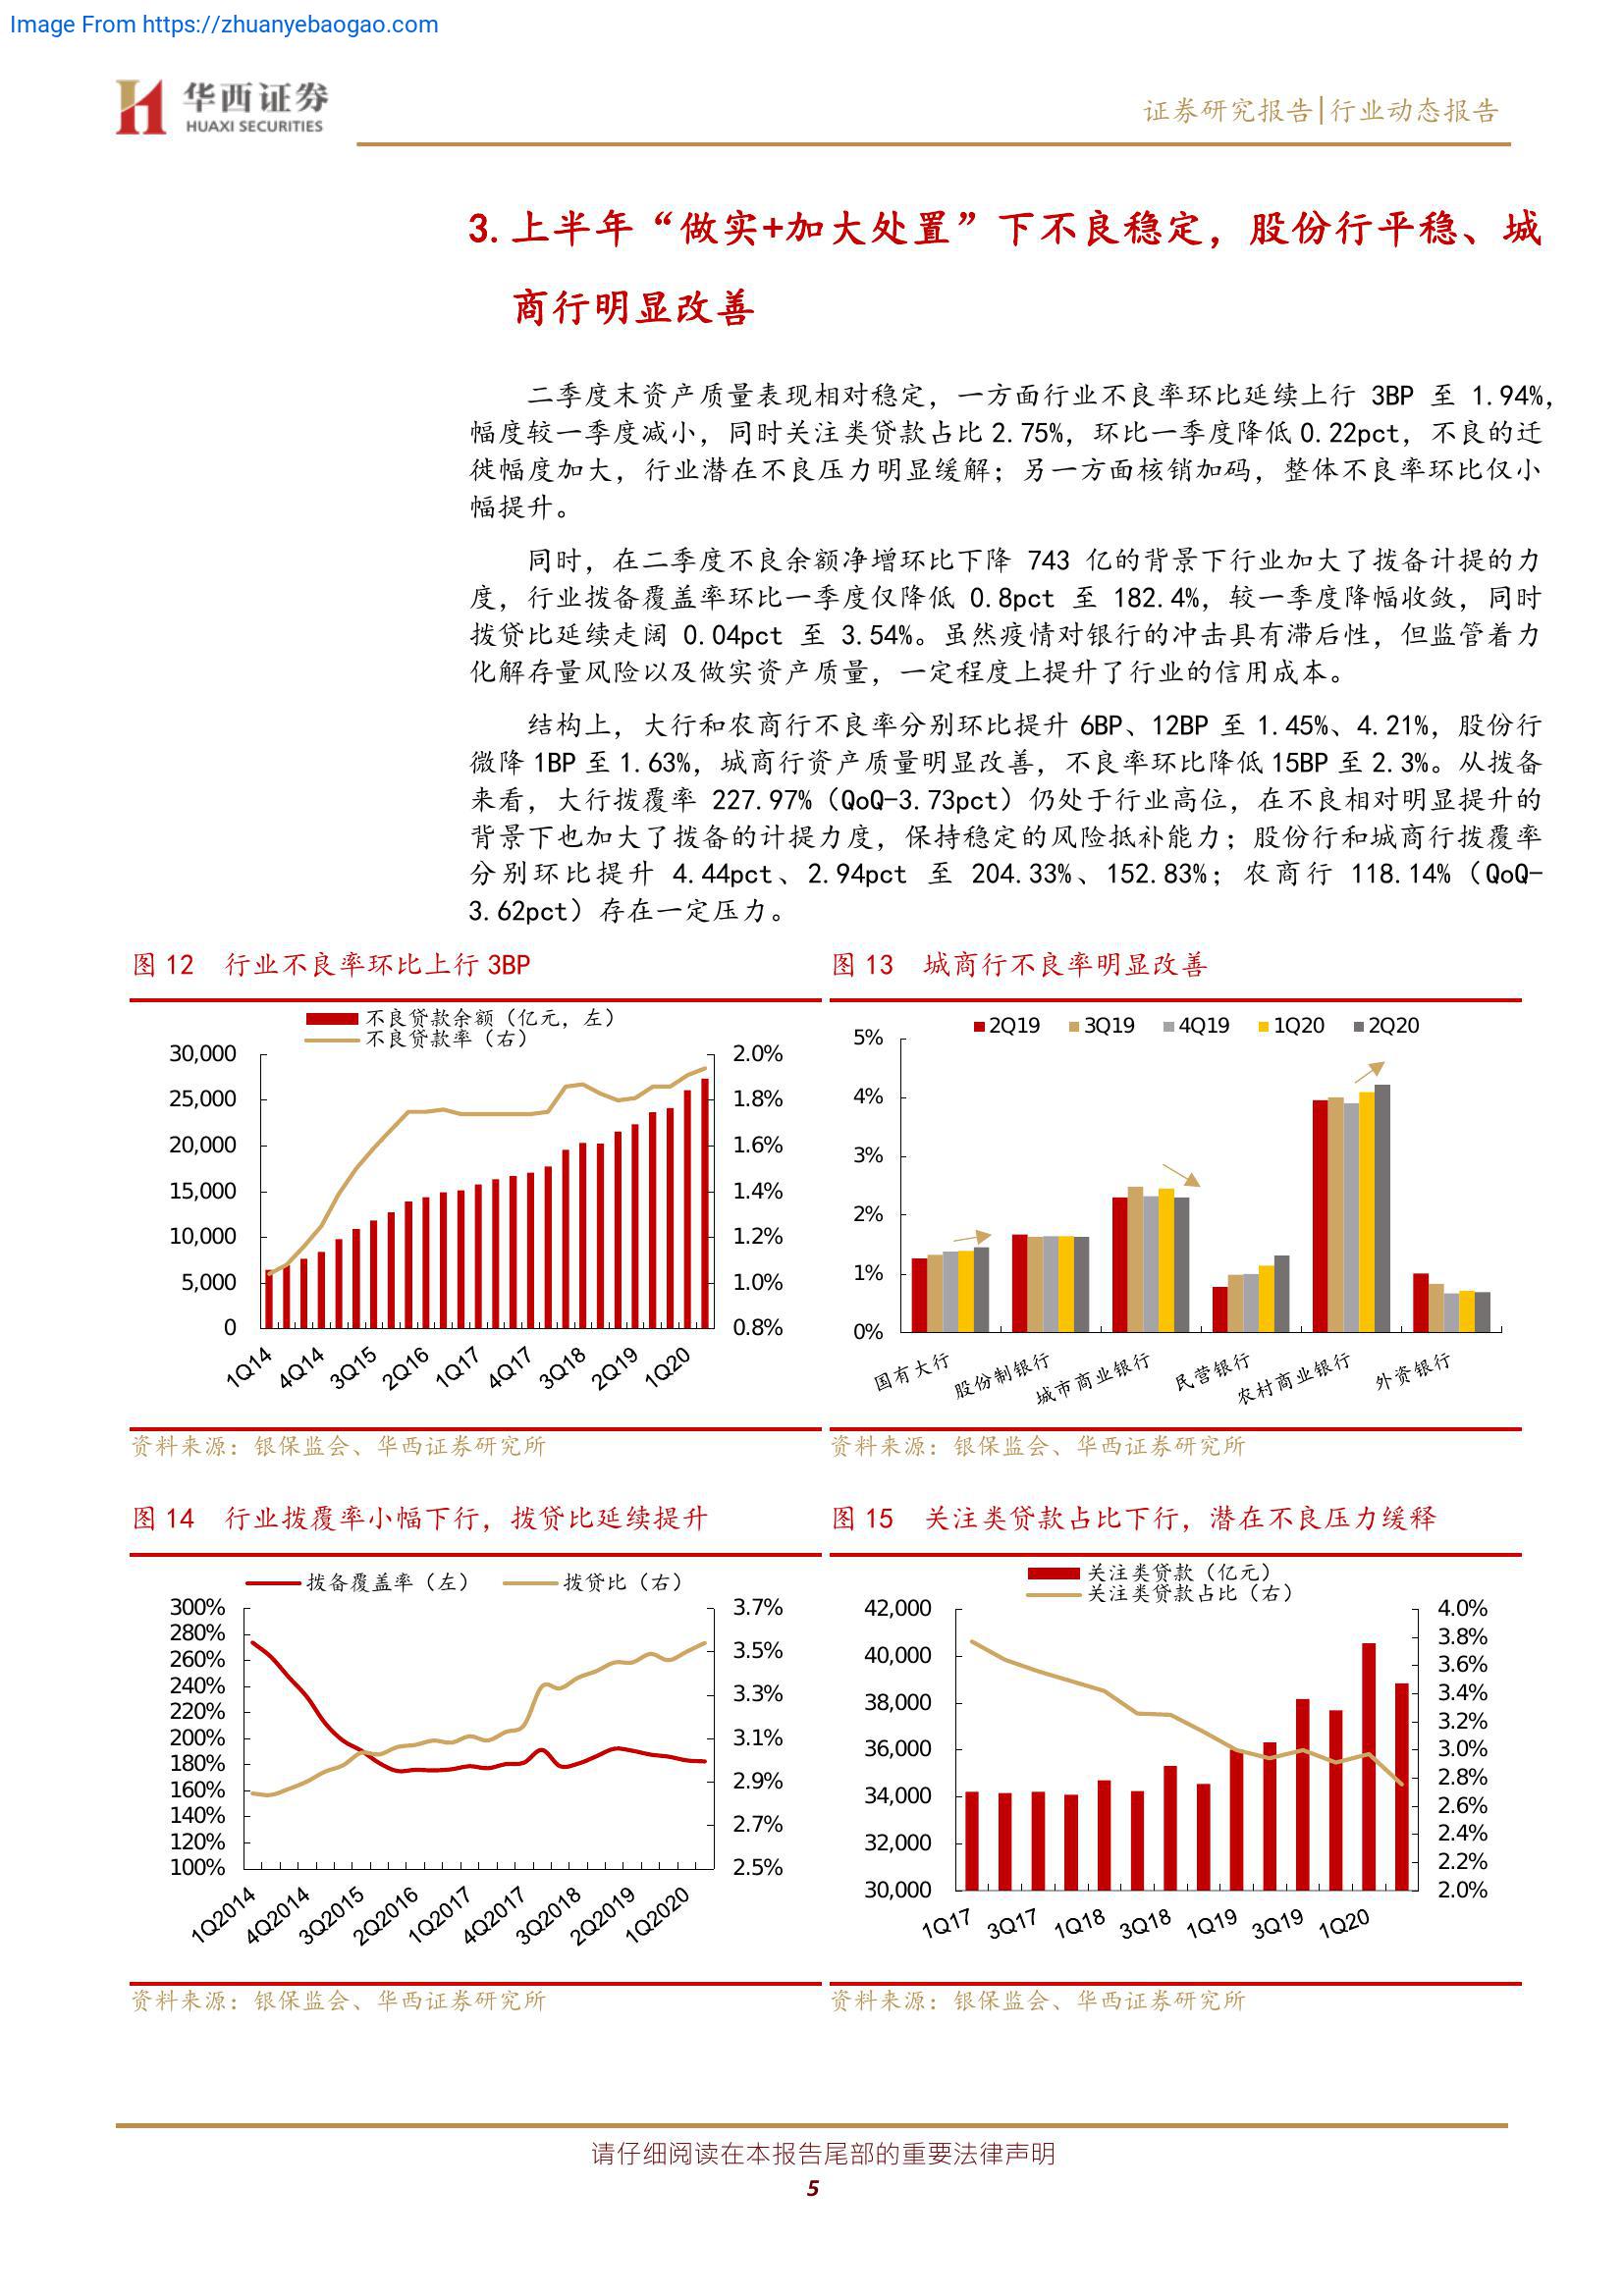 Image From https://zhuanyebaogao.com
华西证券
HUAXI SECURITIES
证券研究报告|行业动态报告
3.上半年“做实+加大处置”下不良稳定，股份行平稳、城
商行明显改善
二季度末资产质量表现相对稳定，一方面行业不良率环比延续上行 3BP 至 1.94%，
幅度较一季度减小，同时关注类贷款占比 2.75%，环比一季度降低 0.22pct，不良的迁
徙幅度加大，行业潜在不良压力明显缓解；另一方面核销加码，整体不良率环比仅小
幅提升。
同时，在二季度不良余额净增环比下降 743 亿的背景下行业加大了拨备计提的力
度，行业拨备覆盖率环比一季度仅降低 0.8pct 至 182.4%，较一季度降幅收敛，同时
拨贷比延续走阔 0.04pct 至 3.54%。虽然疫情对银行的冲击具有滞后性，但监管着力
化解存量风险以及做实资产质量，一定程度上提升了行业的信用成本。
结构上，大行和农商行不良率分别环比提升 6BP、12BP 至 1.45%、4.21%，股份行
微降 1BP 至 1.63%，城商行资产质量明显改善，不良率环比降低 15BP 至 2.3%。从拨备
来看，大行拨覆率 227.97%（QoQ-3.73pct）仍处于行业高位，在不良相对明显提升的
背景下也加大了拨备的计提力度，保持稳定的风险抵补能力；股份行和城商行拨覆率
分别环比提升 4.44pct、2.94pct 至 204.33%、152.83%；农商行 118.14%（QoQ-
3.62pct）存在一定压力。
图 12 行业不良率环比上行 3BP
不良贷款余额（亿元，左）
不良贷款率（右）
30,000
25,000
20,000
15,000
10,000
5,000
0
2.0%
1.8%
1.6%
1.4%
1.2%
1.0%
0.8%
1Q14 4Q14 3Q15 2Q16 1Q17 4Q17 3Q18 2Q19 1Q20
资料来源：银保监会、华西证券研究所
图 13 城商行不良率明显改善
2Q19 3Q19 4Q19 1Q20 2Q20
5%
4%
3%
2%
1%
0%
国有大行 股份制银行 城市商业银行 民营银行 农村商业银行 外资银行
资料来源：银保监会、华西证券研究所
图 14 行业拨覆率小幅下行，拨贷比延续提升
拨备覆盖率（左） 拨贷比（右）
300%
280%
260%
240%
220%
200%
180%
160%
140%
120%
100%
3.7%
3.5%
3.3%
3.1%
2.9%
2.7%
2.5%
1Q2014 4Q2014 3Q2015 2Q2016 1Q2017 4Q2017 3Q2018 2Q2019 1Q2020
资料来源：银保监会、华西证券研究所
图 15 关注类贷款占比下行，潜在不良压力缓释
关注类贷款（亿元）
关注类贷款占比（右）
42,000
40,000
38,000
36,000
34,000
32,000
30,000
4.0%
3.8%
3.6%
3.4%
3.2%
3.0%
2.8%
2.6%
2.4%
2.2%
2.0%
1Q17 3Q17 1Q18 3Q18 1Q19 3Q19 1Q20
资料来源：银保监会、华西证券研究所
请仔细阅读在本报告尾部的重要法律声明
5